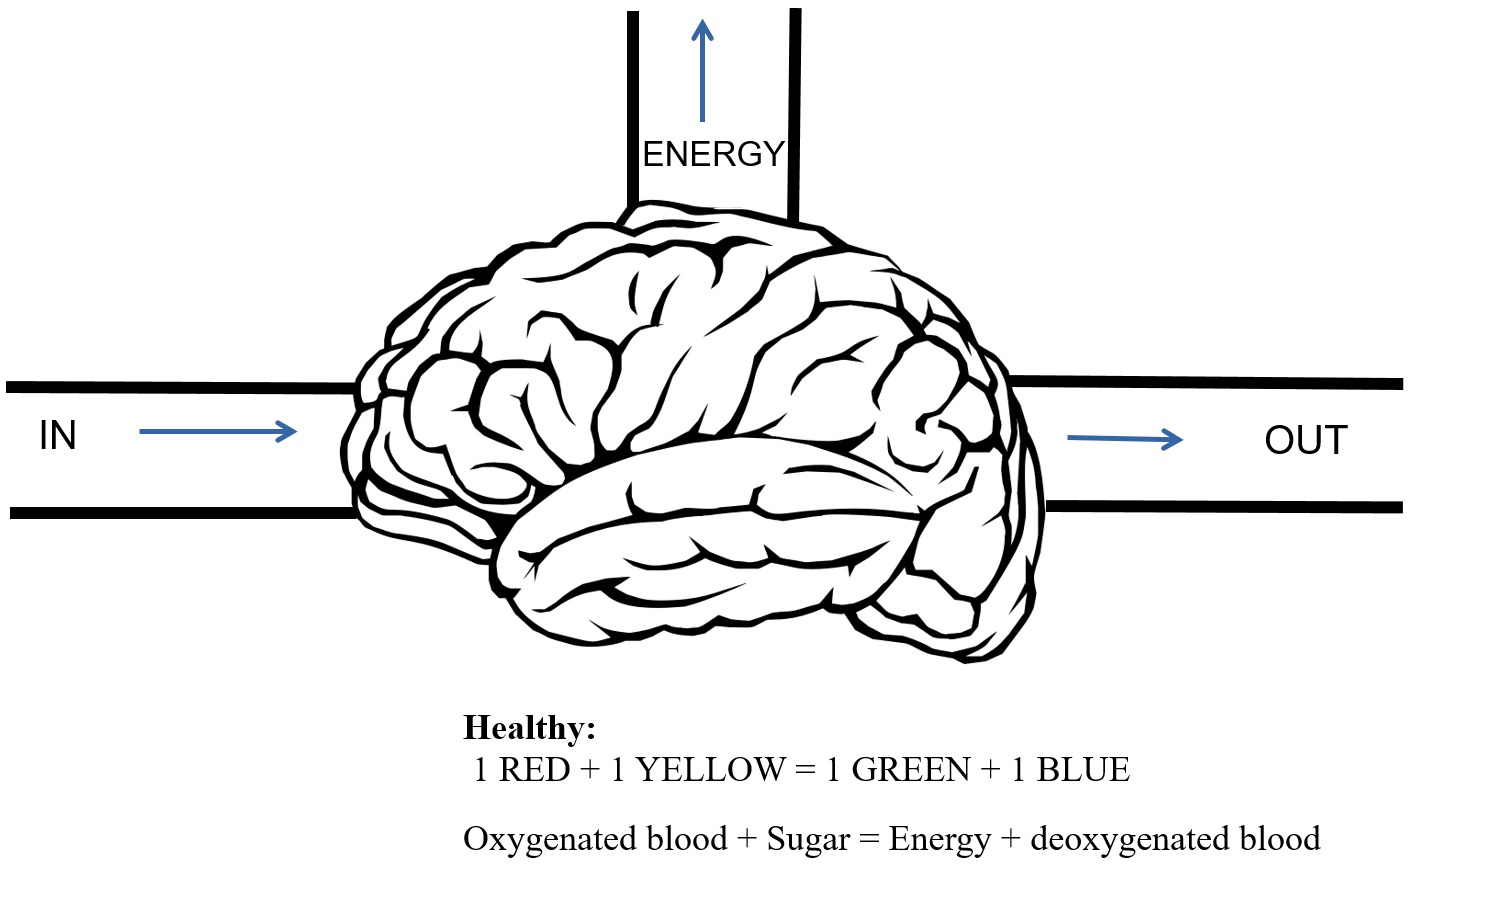 ENERGY
IN
OUT
Healthy:
1 RED + 1 YELLOW = 1 GREEN + 1 BLUE
Oxygenated blood + Sugar = Energy + deoxygenated blood